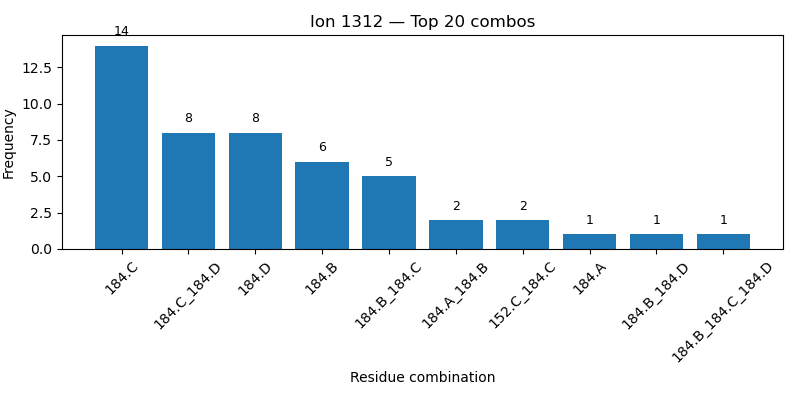 Ion 1312 — Top 20 combos
Frequency
12.5
10.0
7.5
5.0
2.5
0.0
14
8
8
6
5
2
2
1
1
1
184.C
184.C_184.D
184.D
184.B
184.B_184.C
184.A_184.B
152.C_184.C
184.A
184.B_184.D
184.B_184.C_184.D
Residue combination